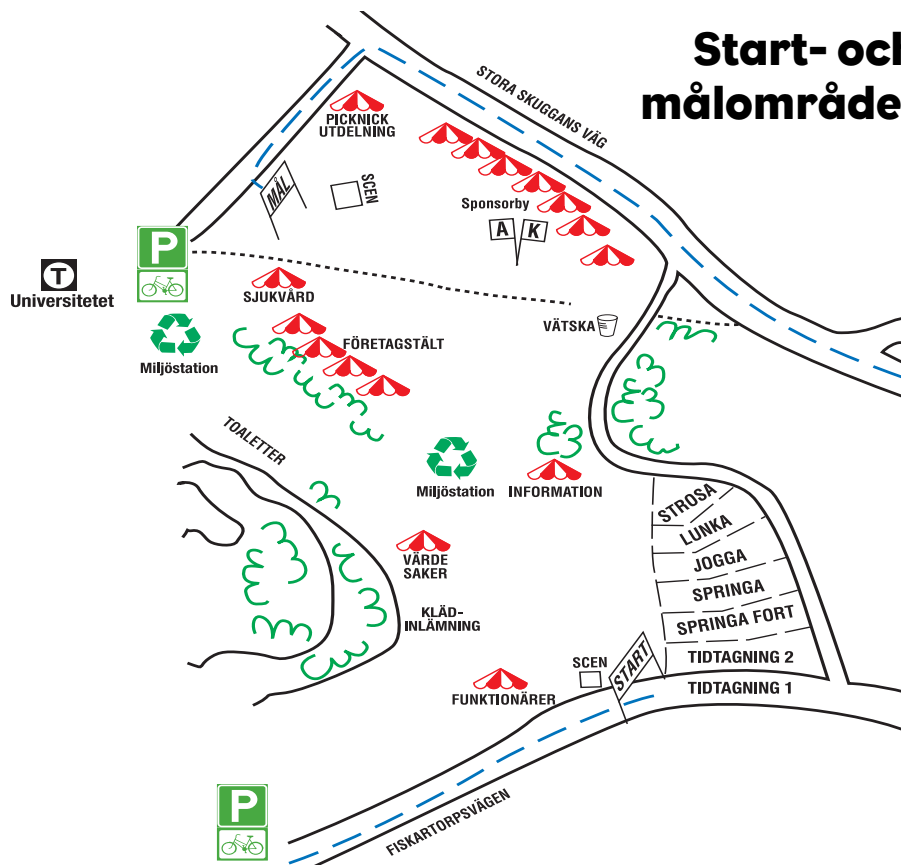 Start- och
målområde
STORA SKUGGANS VÄG
PICKNICK
UTDELNING
MÅL
SCEN
Sponsorby
A K
P
T
Universitetet
SJUKVÅRD
VÄTSKA
FÖRETAGSTÄLT
Miljöstation
TOALETTER
Miljöstation
INFORMATION
STROSA
LUNKA
JOGGA
SPRINGA
SPRINGA FORT
TIDTAGNING 2
TIDTAGNING 1
VÄRDE
SAKER
KLÄD-
INLÄMNING
SCEN
START
FUNKTIONÄRER
P
FISKARTORPSVÄGEN